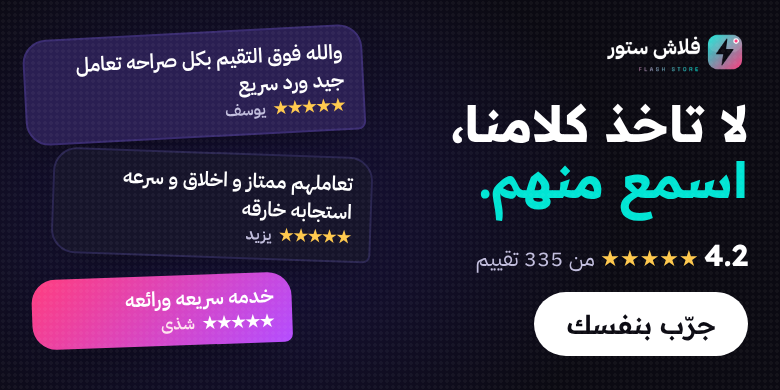 فلاش ستور
FLASH STORE
لا تاخذ كلامنا،
اسمع منهم.
4.2 ★★★★★ من 335 تقييم
جرّب بنفسك
والله فوق التقيم بكل صراحه تعامل
جيد ورد سريع
★★★★★ يوسف
تعاملهم ممتاز و اخلاق و سرعه
استجابه خارقه
★★★★★ يزيد
خدمه سريعه ورائعه
★★★★★ شذى